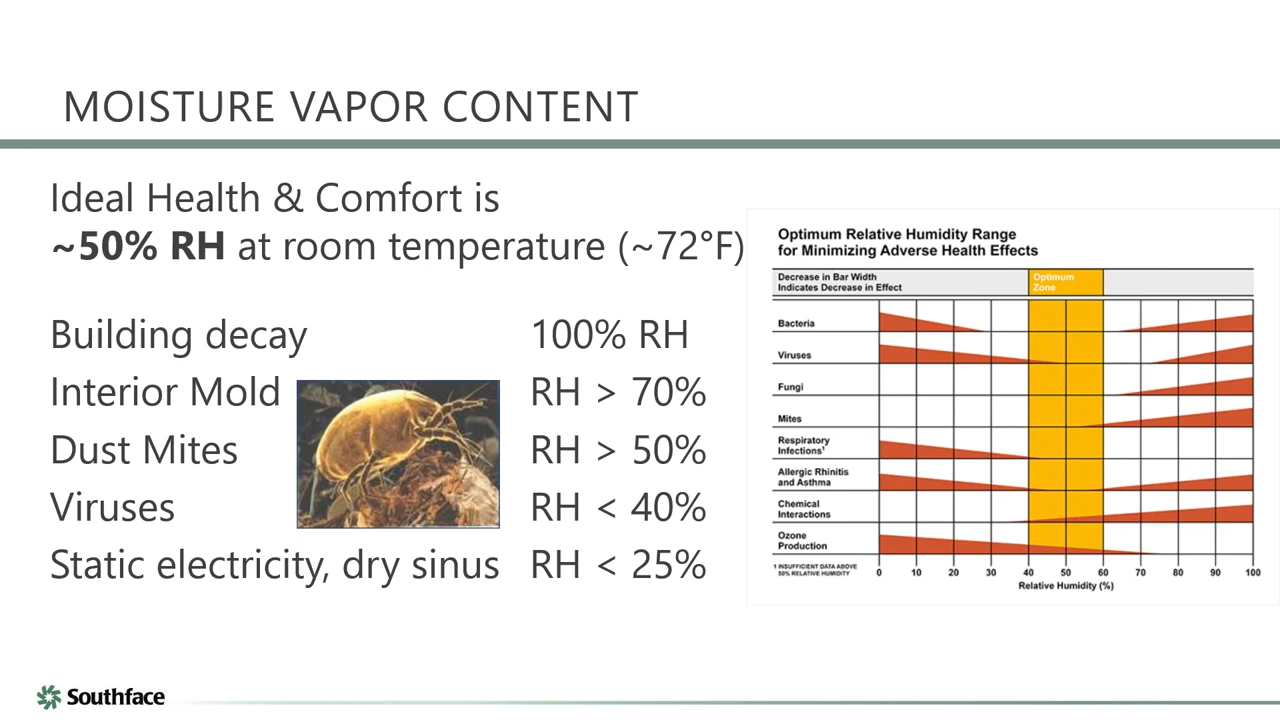 MOISTURE VAPOR CONTENT
Ideal Health & Comfort is
~50% RH at room temperature (~72°F)
Building decay 100% RH
Interior Mold RH > 70%
Dust Mites RH > 50%
Viruses RH < 40%
Static electricity, dry sinus RH < 25%
Optimum Relative Humidity Range
for Minimizing Adverse Health Effects
Decrease in Bar Width
Indicates Decrease in Effect
Optimum
Zone
Bacteria
Viruses
Fungi
Mites
Respiratory
Infections¹
Allergic Rhinitis
and Asthma
Chemical
Interactions
Ozone
Production
1 INSUFFICIENT DATA ABOVE
50% RELATIVE HUMIDITY
0 10 20 30 40 50 60 70 80 90 100
Relative Humidity (%)
Southface